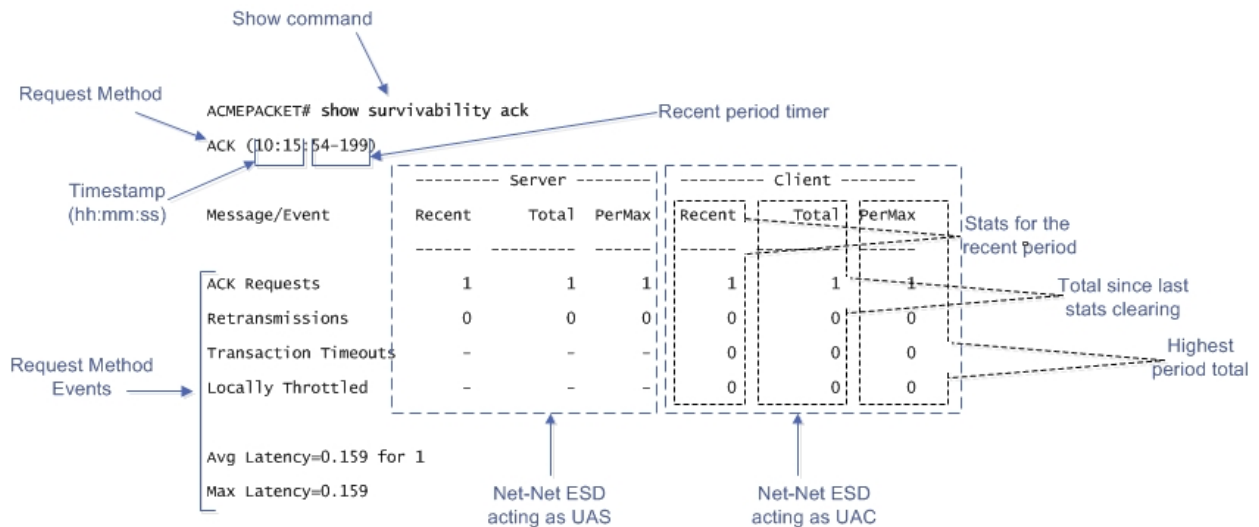 Show command
Request Method
ACMEPACKET# show survivability ack
Recent period timer
ACK (10:15:54-199)
Timestamp
(hh:mm:ss)
--------- Server -------- --------- Client --------
Message/Event Recent Total PerMax Recent Total PerMax
Stats for the
recent period
------ --------- ------ ------ --------- ------
ACK Requests 1 1 1 1 1 1
Total since last
stats clearing
Retransmissions 0 0 0 0 0 0
Request Method
Events
Transaction Timeouts - - - 0 0 0
Highest
period total
Locally Throttled - - - 0 0 0
Avg Latency=0.159 for 1
Max Latency=0.159
Net-Net ESD
acting as UAS
Net-Net ESD
acting as UAC